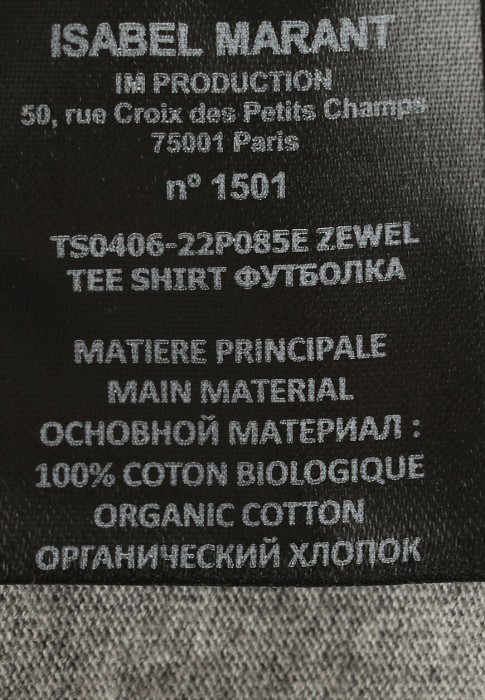 ISABEL MARANT
IM PRODUCTION
50, rue Croix des Petits Champs
75001 Paris
nº 1501
TS0406-22P085E ZEWEL
TEE SHIRT ФУТБОЛКА
MATIERE PRINCIPALE
MAIN MATERIAL
ОСНОВНОЙ МАТЕРИАЛ :
100% COTON BIOLOGIQUE
ORGANIC COTTON
ОРГАНИЧЕСКИЙ ХЛОПОК